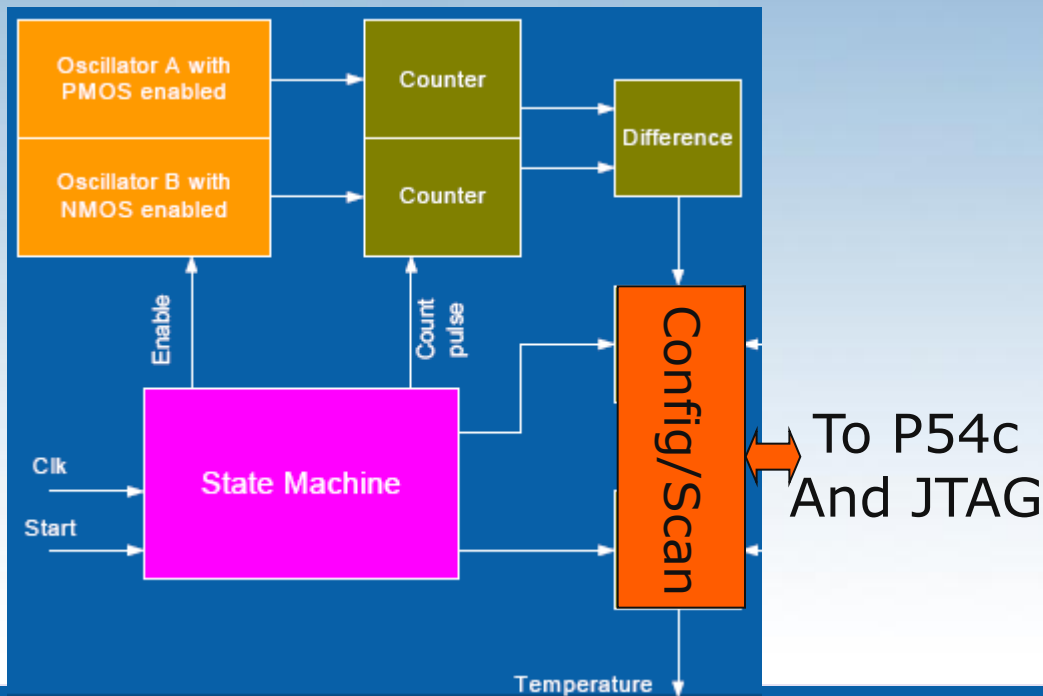 Oscillator A with
PMOS enabled
Counter
Difference
Oscillator B with
NMOS enabled
Counter
Enable
Count
pulse
Config/Scan
To P54c
And JTAG
Clk
State Machine
Start
Temperature